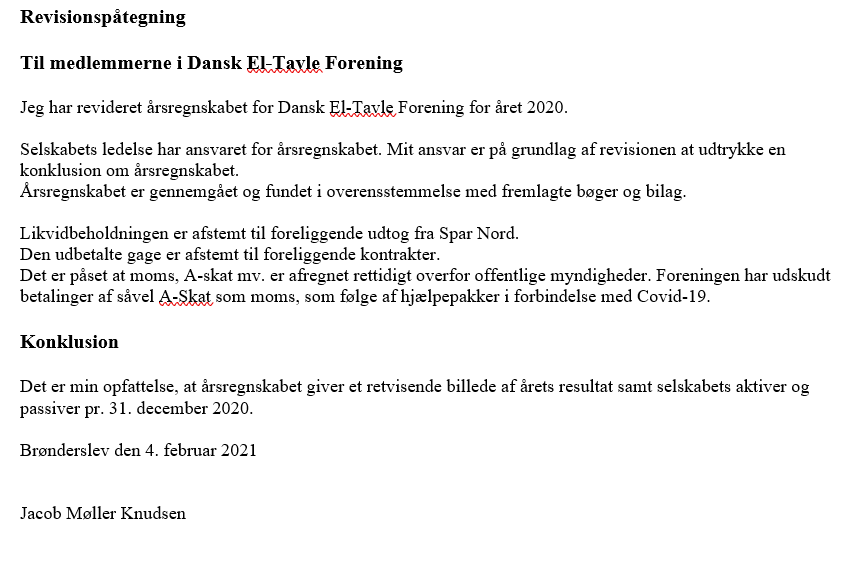 Revisionspåtegning
Til medlemmerne i Dansk El-Tavle Forening
Jeg har revideret årsregnskabet for Dansk El-Tavle Forening for året 2020.
Selskabets ledelse har ansvaret for årsregnskabet. Mit ansvar er på grundlag af revisionen at udtrykke en
konklusion om årsregnskabet.
Årsregnskabet er gennemgået og fundet i overensstemmelse med fremlagte bøger og bilag.
Likvidbeholdningen er afstemt til foreliggende udtog fra Spar Nord.
Den udbetalte gage er afstemt til foreliggende kontrakter.
Det er påset at moms, A-skat mv. er afregnet rettidigt overfor offentlige myndigheder. Foreningen har udskudt
betalinger af såvel A-Skat som moms, som følge af hjælpepakker i forbindelse med Covid-19.
Konklusion
Det er min opfattelse, at årsregnskabet giver et retvisende billede af årets resultat samt selskabets aktiver og
passiver pr. 31. december 2020.
Brønderslev den 4. februar 2021
Jacob Møller Knudsen